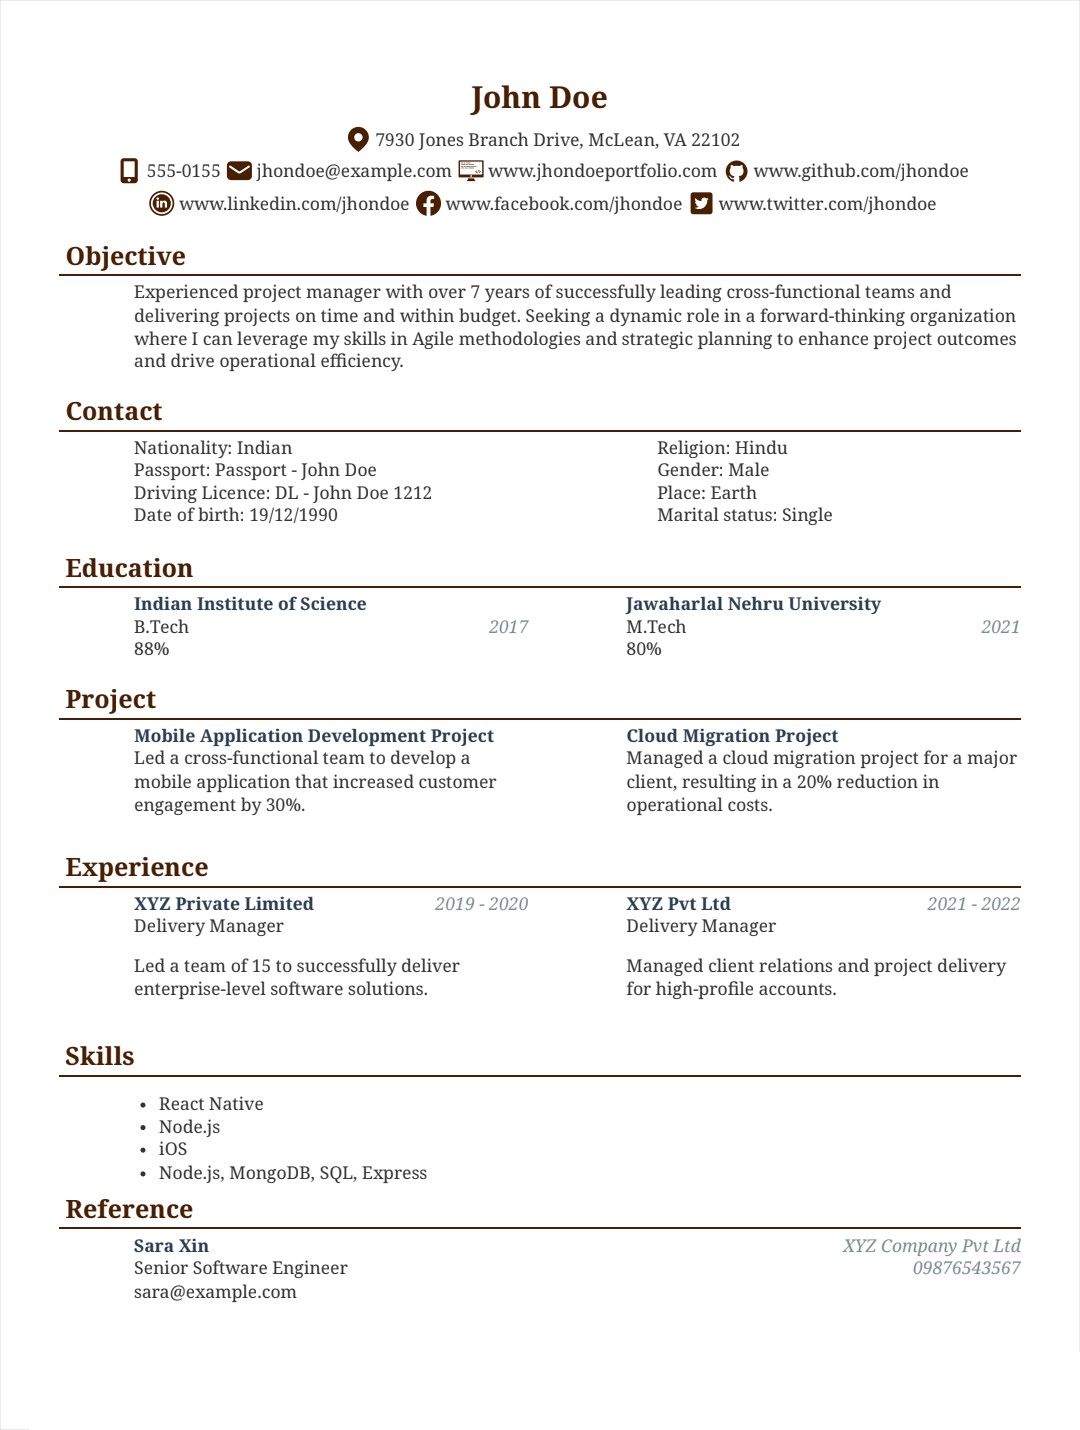 John Doe
7930 Jones Branch Drive, McLean, VA 22102
555-0155 jhondoe@example.com www.jhondoeportfolio.com www.github.com/jhondoe
www.linkedin.com/jhondoe www.facebook.com/jhondoe www.twitter.com/jhondoe
Objective
Experienced project manager with over 7 years of successfully leading cross-functional teams and
delivering projects on time and within budget. Seeking a dynamic role in a forward-thinking organization
where I can leverage my skills in Agile methodologies and strategic planning to enhance project outcomes
and drive operational efficiency.
Contact
Nationality: Indian
Passport: Passport - John Doe
Driving Licence: DL - John Doe 1212
Date of birth: 19/12/1990
Religion: Hindu
Gender: Male
Place: Earth
Marital status: Single
Education
Indian Institute of Science
B.Tech 2017
88%
Jawaharlal Nehru University
M.Tech 2021
80%
Project
Mobile Application Development Project
Led a cross-functional team to develop a
mobile application that increased customer
engagement by 30%.
Cloud Migration Project
Managed a cloud migration project for a major
client, resulting in a 20% reduction in
operational costs.
Experience
XYZ Private Limited 2019 - 2020
Delivery Manager
Led a team of 15 to successfully deliver
enterprise-level software solutions.
XYZ Pvt Ltd 2021 - 2022
Delivery Manager
Managed client relations and project delivery
for high-profile accounts.
Skills
• React Native
• Node.js
• iOS
• Node.js, MongoDB, SQL, Express
Reference
Sara Xin XYZ Company Pvt Ltd
Senior Software Engineer 09876543567
sara@example.com